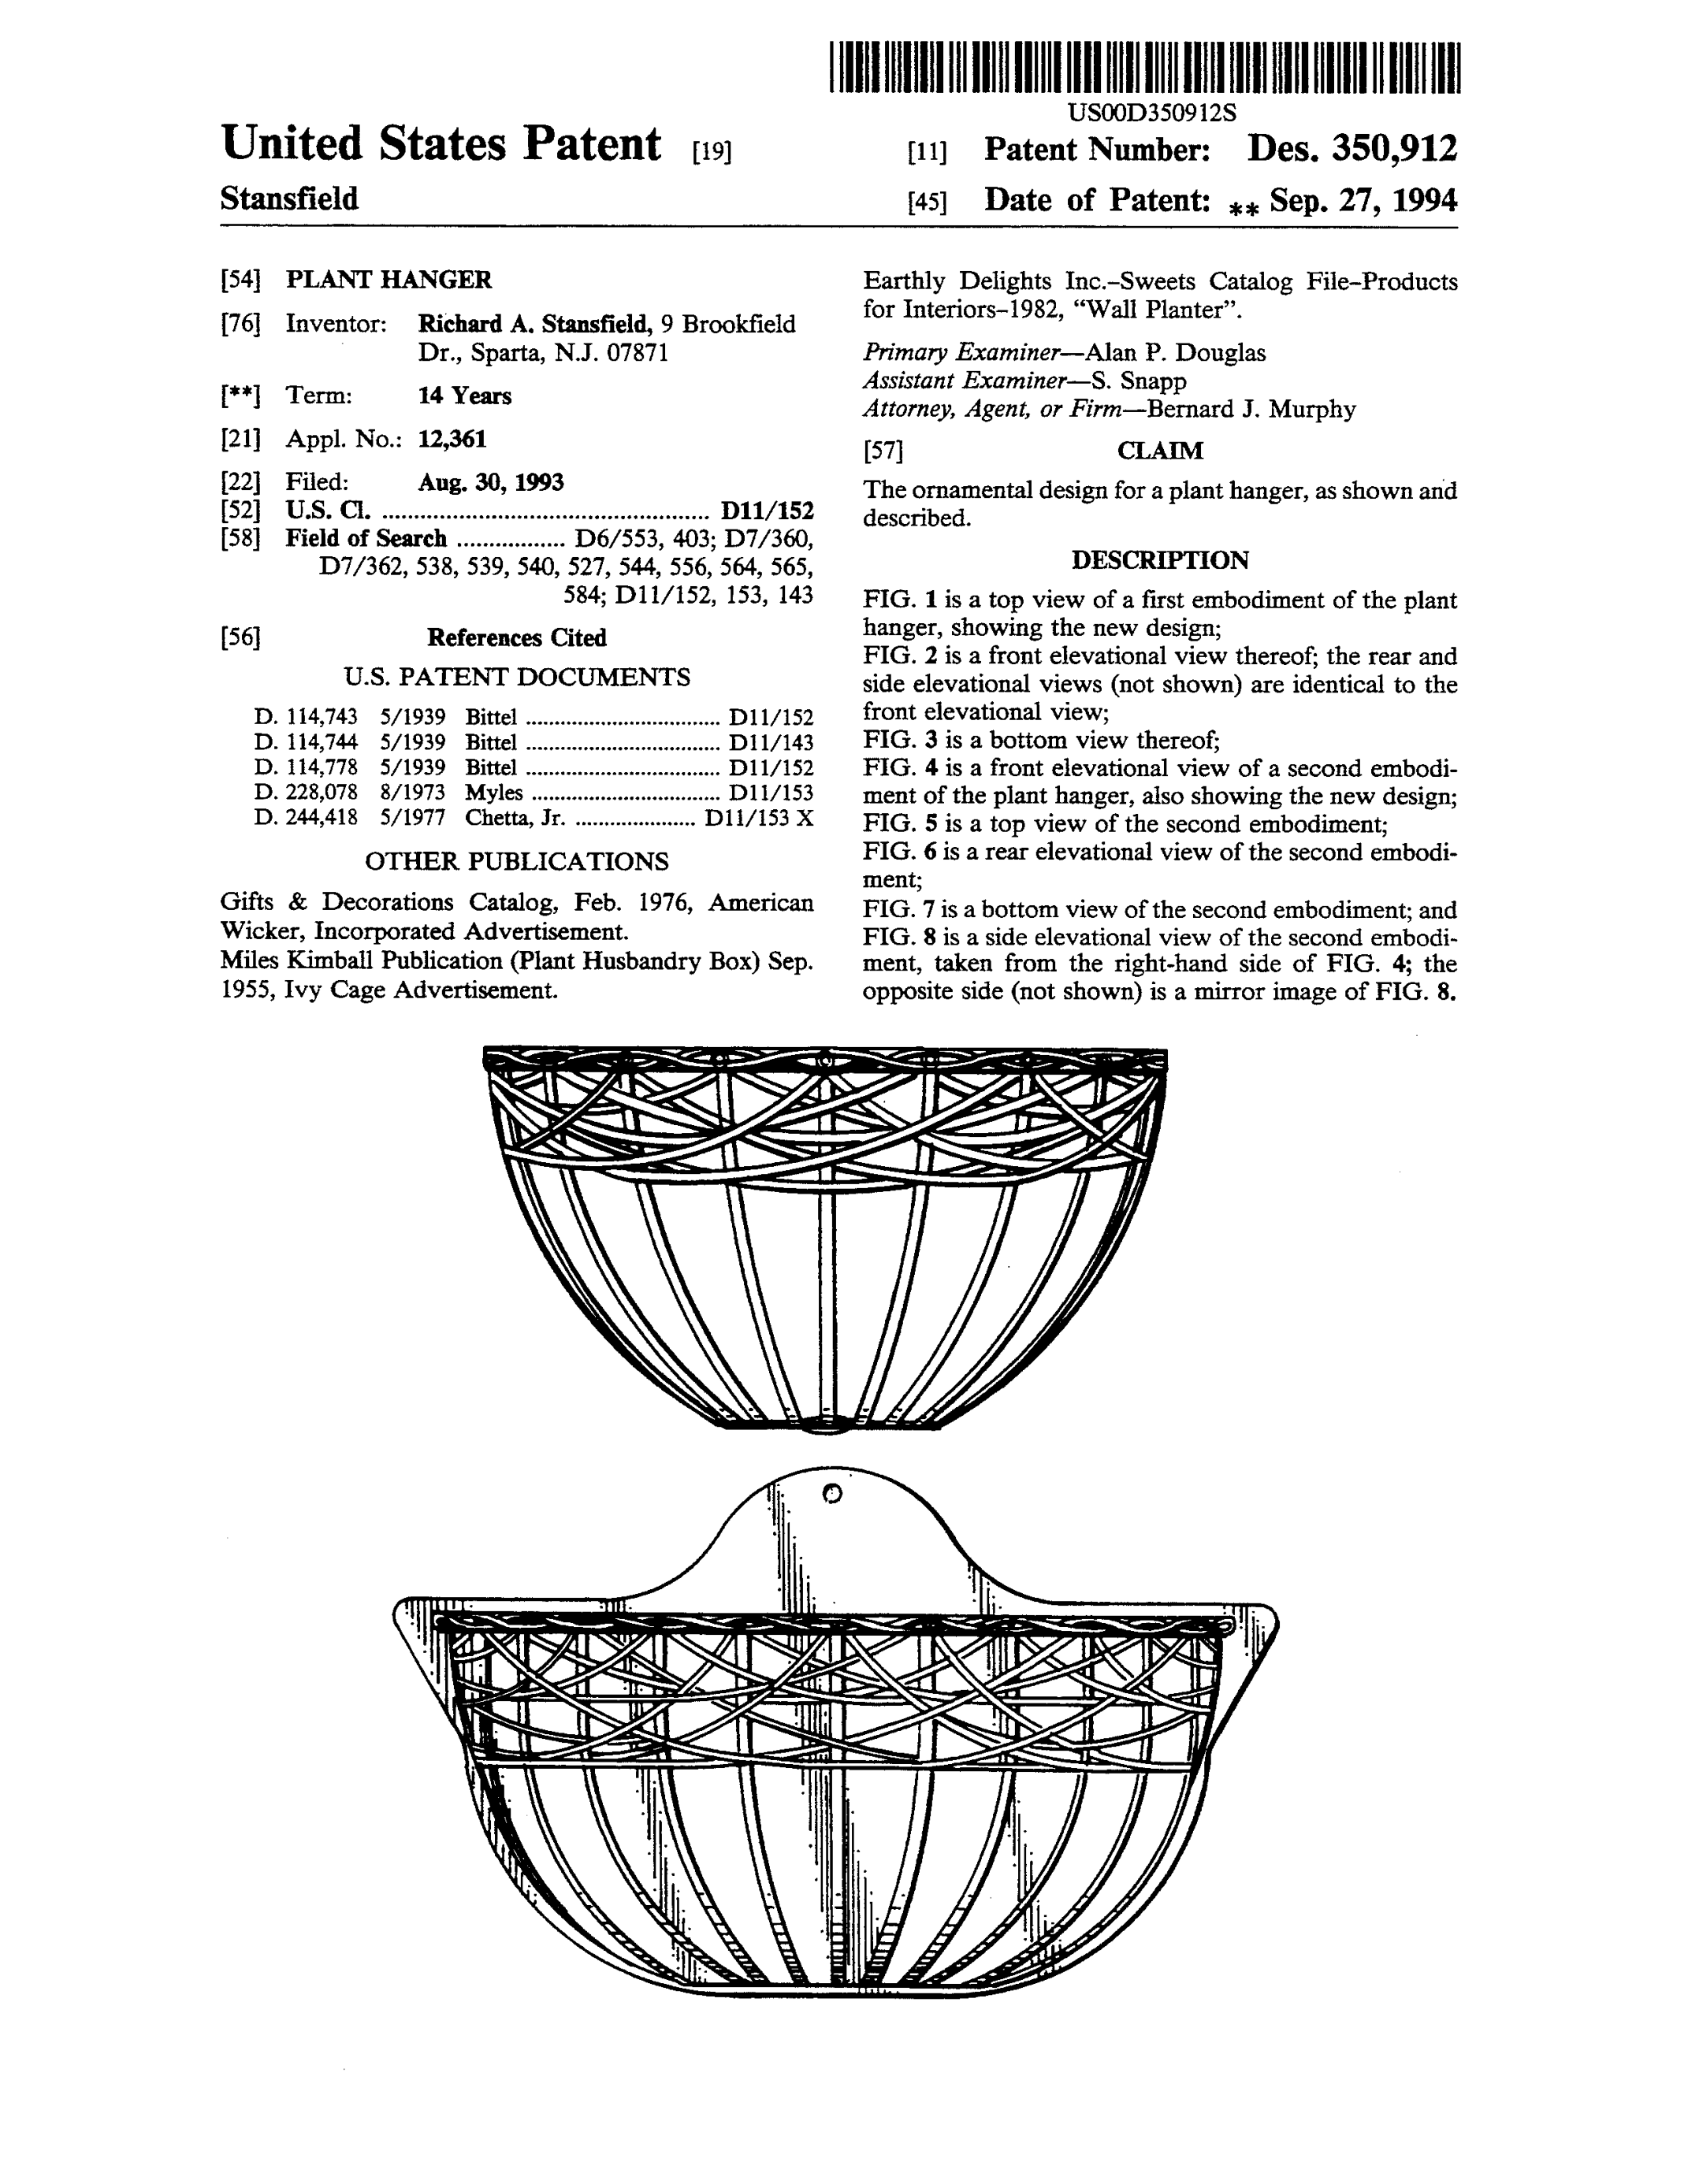 US00D350912S
United States Patent [19]
Stansfield
[11] Patent Number: Des. 350,912
[45] Date of Patent: ** Sep. 27, 1994
[54] PLANT HANGER
[76] Inventor: Richard A. Stansfield, 9 Brookfield
Dr., Sparta, N.J. 07871
[**] Term: 14 Years
[21] Appl. No.: 12,361
[22] Filed: Aug. 30, 1993
[52] U.S. Cl. ................................................ D11/152
[58] Field of Search ................ D6/553, 403; D7/360,
D7/362, 538, 539, 540, 527, 544, 556, 564, 565,
584; D11/152, 153, 143
[56] References Cited
U.S. PATENT DOCUMENTS
D. 114,743 5/1939 Bittel .................................. D11/152
D. 114,744 5/1939 Bittel .................................. D11/143
D. 114,778 5/1939 Bittel .................................. D11/152
D. 228,078 8/1973 Myles ................................. D11/153
D. 244,418 5/1977 Chetta, Jr. ..................... D11/153 X
OTHER PUBLICATIONS
Gifts & Decorations Catalog, Feb. 1976, American
Wicker, Incorporated Advertisement.
Miles Kimball Publication (Plant Husbandry Box) Sep.
1955, Ivy Cage Advertisement.
Earthly Delights Inc.-Sweets Catalog File-Products
for Interiors-1982, “Wall Planter”.
Primary Examiner—Alan P. Douglas
Assistant Examiner—S. Snapp
Attorney, Agent, or Firm—Bernard J. Murphy
[57] CLAIM
The ornamental design for a plant hanger, as shown and
described.
DESCRIPTION
FIG. 1 is a top view of a first embodiment of the plant
hanger, showing the new design;
FIG. 2 is a front elevational view thereof; the rear and
side elevational views (not shown) are identical to the
front elevational view;
FIG. 3 is a bottom view thereof;
FIG. 4 is a front elevational view of a second embodi-
ment of the plant hanger, also showing the new design;
FIG. 5 is a top view of the second embodiment;
FIG. 6 is a rear elevational view of the second embodi-
ment;
FIG. 7 is a bottom view of the second embodiment; and
FIG. 8 is a side elevational view of the second embodi-
ment, taken from the right-hand side of FIG. 4; the
opposite side (not shown) is a mirror image of FIG. 8.